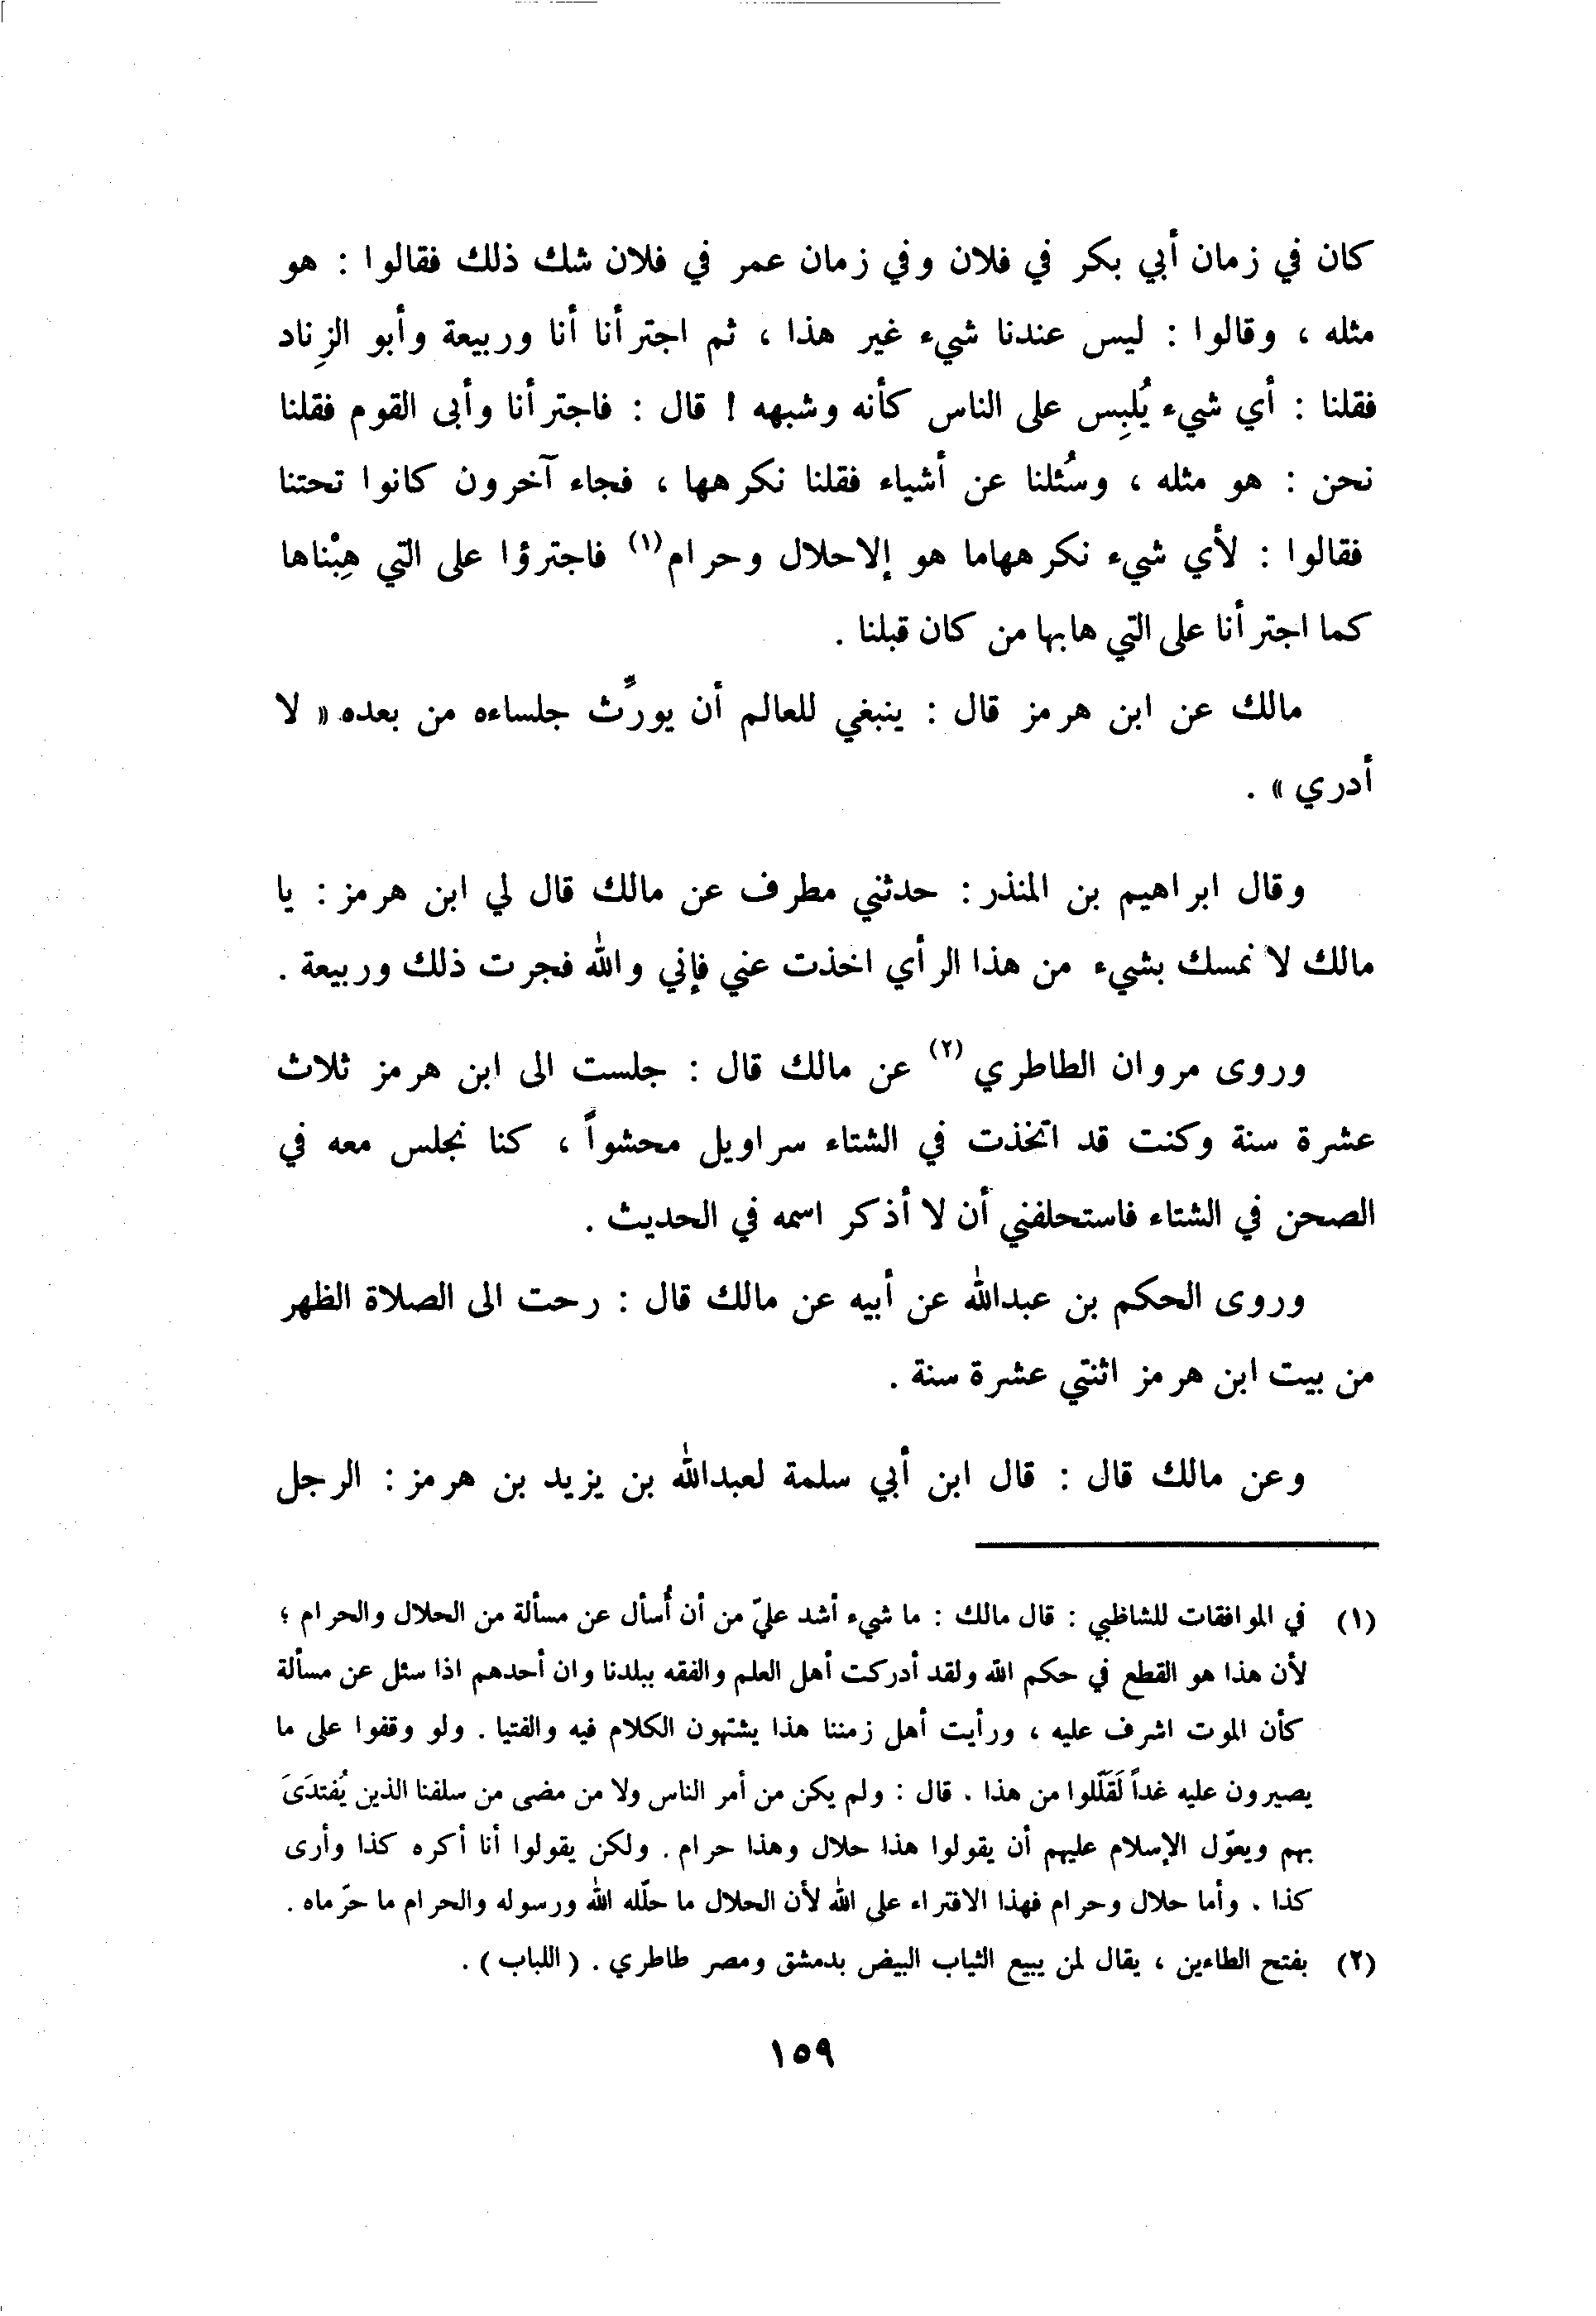 كان في زمان أبي بكر في فلان وفي زمان عمر في فلان شك ذلك فقالوا : هو
مثله ، وقالوا : ليس عندنا شيء غير هذا ، ثم اجترأنا أنا وربيعة وأبو الزِناد
فقلنا : أي شيء يُلبِس على الناس كأنه وشبهه ! قال : فاجترأنا وأبى القوم فقلنا
نحن : هو مثله ، وسُئلنا عن أشياء فقلنا نكرهها ، فجاء آخرون كانوا تحتنا
فقالوا : لأي شيء نكرههاما هو إلاحلال وحرام (١) فاجترؤا على التي هِبْناها
كما اجترأنا على التي هابها من كان قبلنا .
مالك عن ابن هرمز قال : ينبغي للعالم أن يورِّث جلساءه من بعده « لا
أدري » .
وقال ابراهيم بن المنذر : حدثني مطرف عن مالك قال لي ابن هرمز : يا
مالك لا تمسك بشيء من هذا الرأي اخذت عني فإني والله فجرت ذلك وربيعة .
وروى مروان الطاطري (٢) عن مالك قال : جلست الى ابن هرمز ثلاث
عشرة سنة وكنت قد اتخذت في الشتاء سراويل محشواً ، كنا نجلس معه في
الصحن في الشتاء فاستحلفني أن لا أذكر اسمه في الحديث .
وروى الحكم بن عبدالله عن أبيه عن مالك قال : رحت الى الصلاة الظهر
من بيت ابن هرمز اثنتي عشرة سنة .
وعن مالك قال : قال ابن أبي سلمة لعبدالله بن يزيد بن هرمز : الرجل
(١) في الموافقات للشاظبي : قال مالك : ما شيء أشد عليّ من أن أُسأل عن مسألة من الحلال والحرام ؛
لأن هذا هو القطع في حكم الله ولقد أدركت أهل العلم والفقه ببلدنا وان أحدهم اذا سئل عن مسألة
كأن الموت اشرف عليه ، ورأيت أهل زمننا هذا يشتهون الكلام فيه والفتيا . ولو وقفوا على ما
يصيرون عليه غداً لَقَلّلوا من هذا . قال : ولم يكن من أمر الناس ولا من مضى من سلفنا الذين يُقتدَىَ
بهم ويعوّل الإسلام عليهم أن يقولوا هذا حلال وهذا حرام . ولكن يقولوا أنا أكره كذا وأرى
كذا . وأما حلال وحرام فهذا الافتراء على الله لأن الحلال ما حلّله الله ورسوله والحرام ما حرّماه .
(٢) بفتح الطاءين ، يقال لمن يبيع الثياب البيض بدمشق ومصر طاطري . ( اللباب ) .
١٥٩